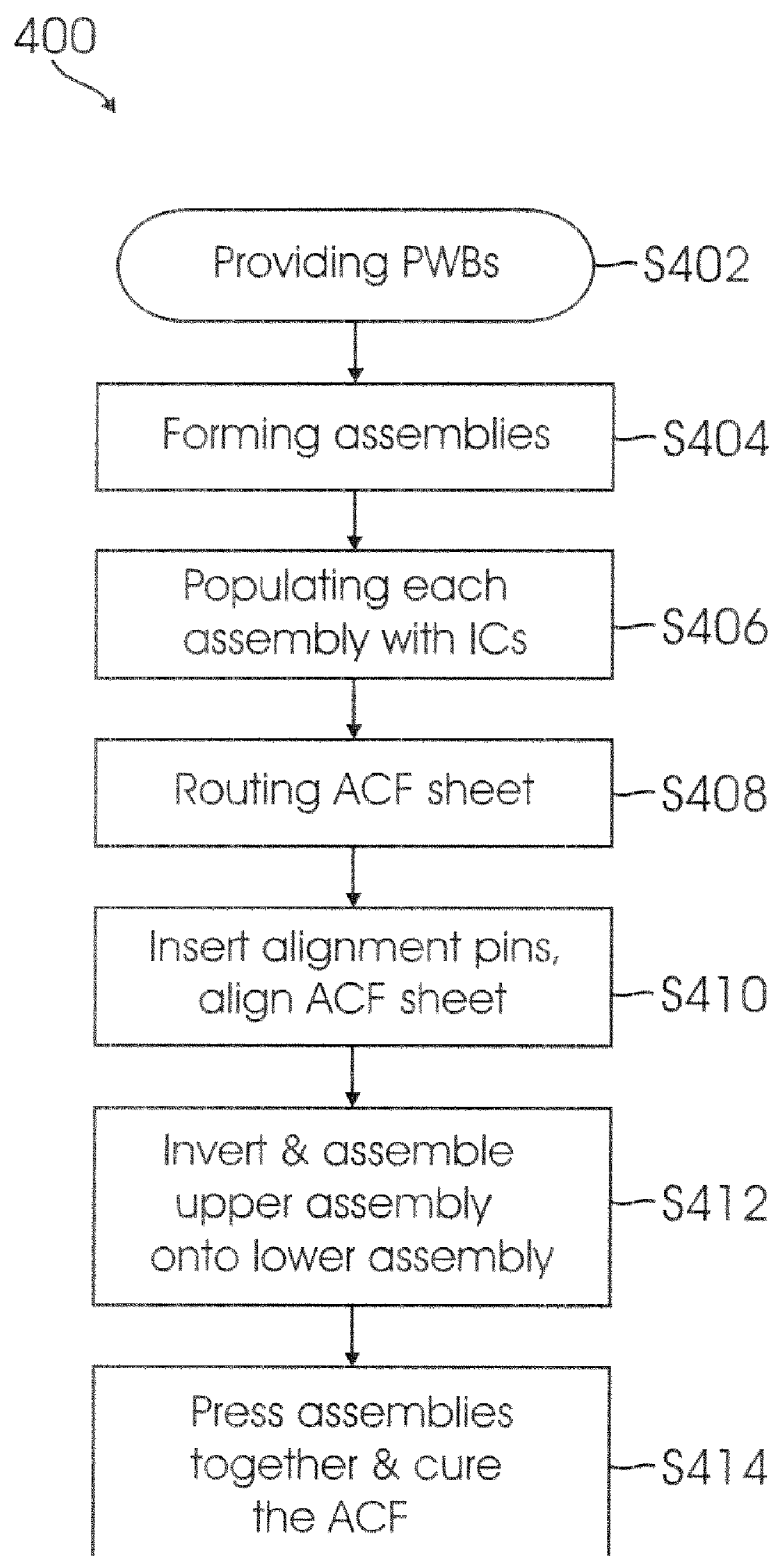 400
Providing PWBs
S402
Forming assemblies
S404
Populating each
assembly with ICs
S406
Routing ACF sheet
S408
Insert alignment pins,
align ACF sheet
S410
Invert & assemble
upper assembly
onto lower assembly
S412
Press assemblies
together & cure
the ACF
S414